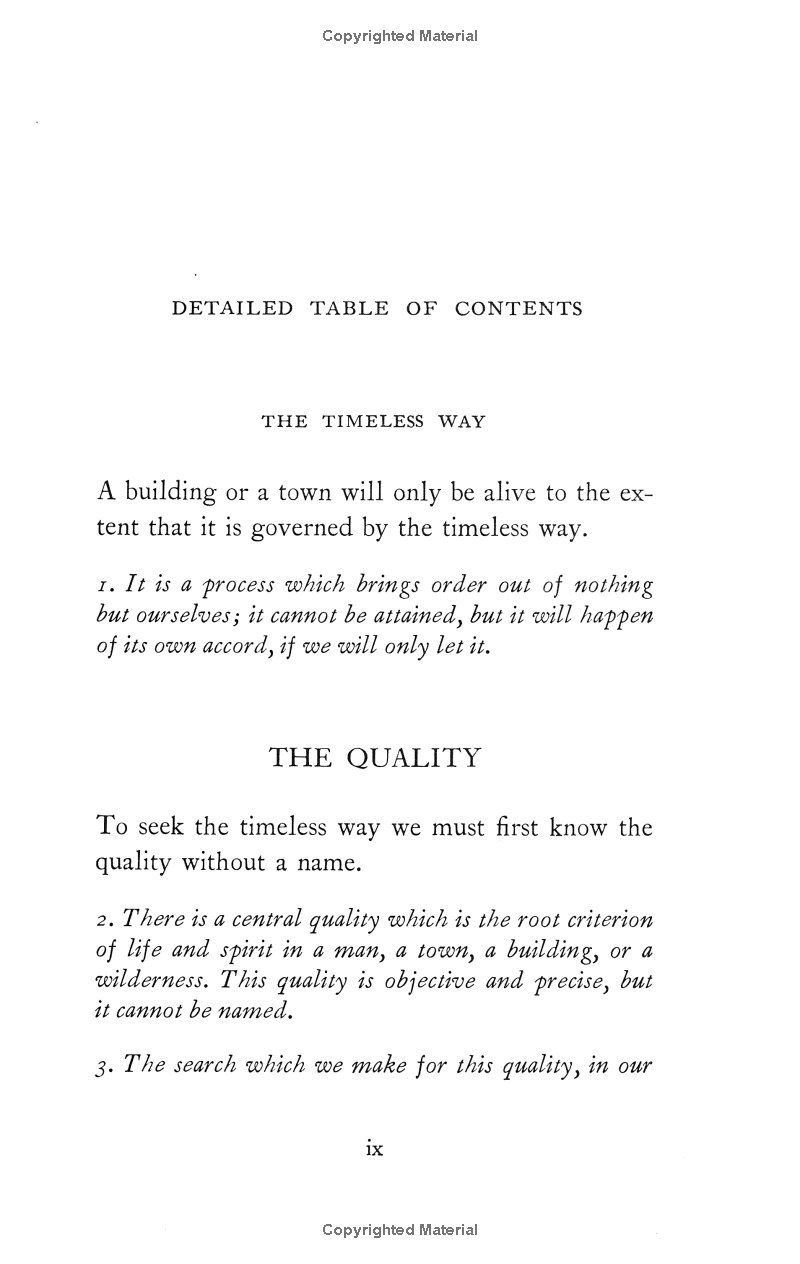 Copyrighted Material
DETAILED TABLE OF CONTENTS
THE TIMELESS WAY
A building or a town will only be alive to the ex-
tent that it is governed by the timeless way.
1. It is a process which brings order out of nothing
but ourselves; it cannot be attained, but it will happen
of its own accord, if we will only let it.
THE QUALITY
To seek the timeless way we must first know the
quality without a name.
2. There is a central quality which is the root criterion
of life and spirit in a man, a town, a building, or a
wilderness. This quality is objective and precise, but
it cannot be named.
3. The search which we make for this quality, in our
ix
Copyrighted Material